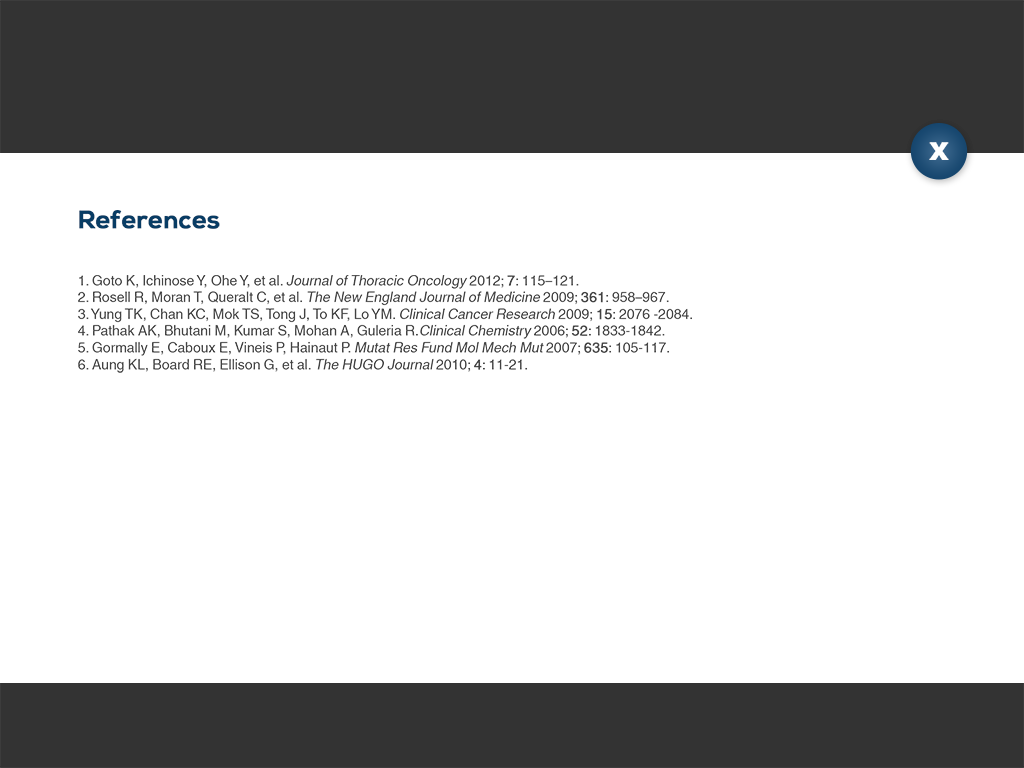 X
References
1. Goto K, Ichinose Y, Ohe Y, et al. Journal of Thoracic Oncology 2012; 7: 115–121.
2. Rosell R, Moran T, Queralt C, et al. The New England Journal of Medicine 2009; 361: 958–967.
3. Yung TK, Chan KC, Mok TS, Tong J, To KF, Lo YM. Clinical Cancer Research 2009; 15: 2076 -2084.
4. Pathak AK, Bhutani M, Kumar S, Mohan A, Guleria R.Clinical Chemistry 2006; 52: 1833-1842.
5. Gormally E, Caboux E, Vineis P, Hainaut P. Mutat Res Fund Mol Mech Mut 2007; 635: 105-117.
6. Aung KL, Board RE, Ellison G, et al. The HUGO Journal 2010; 4: 11-21.